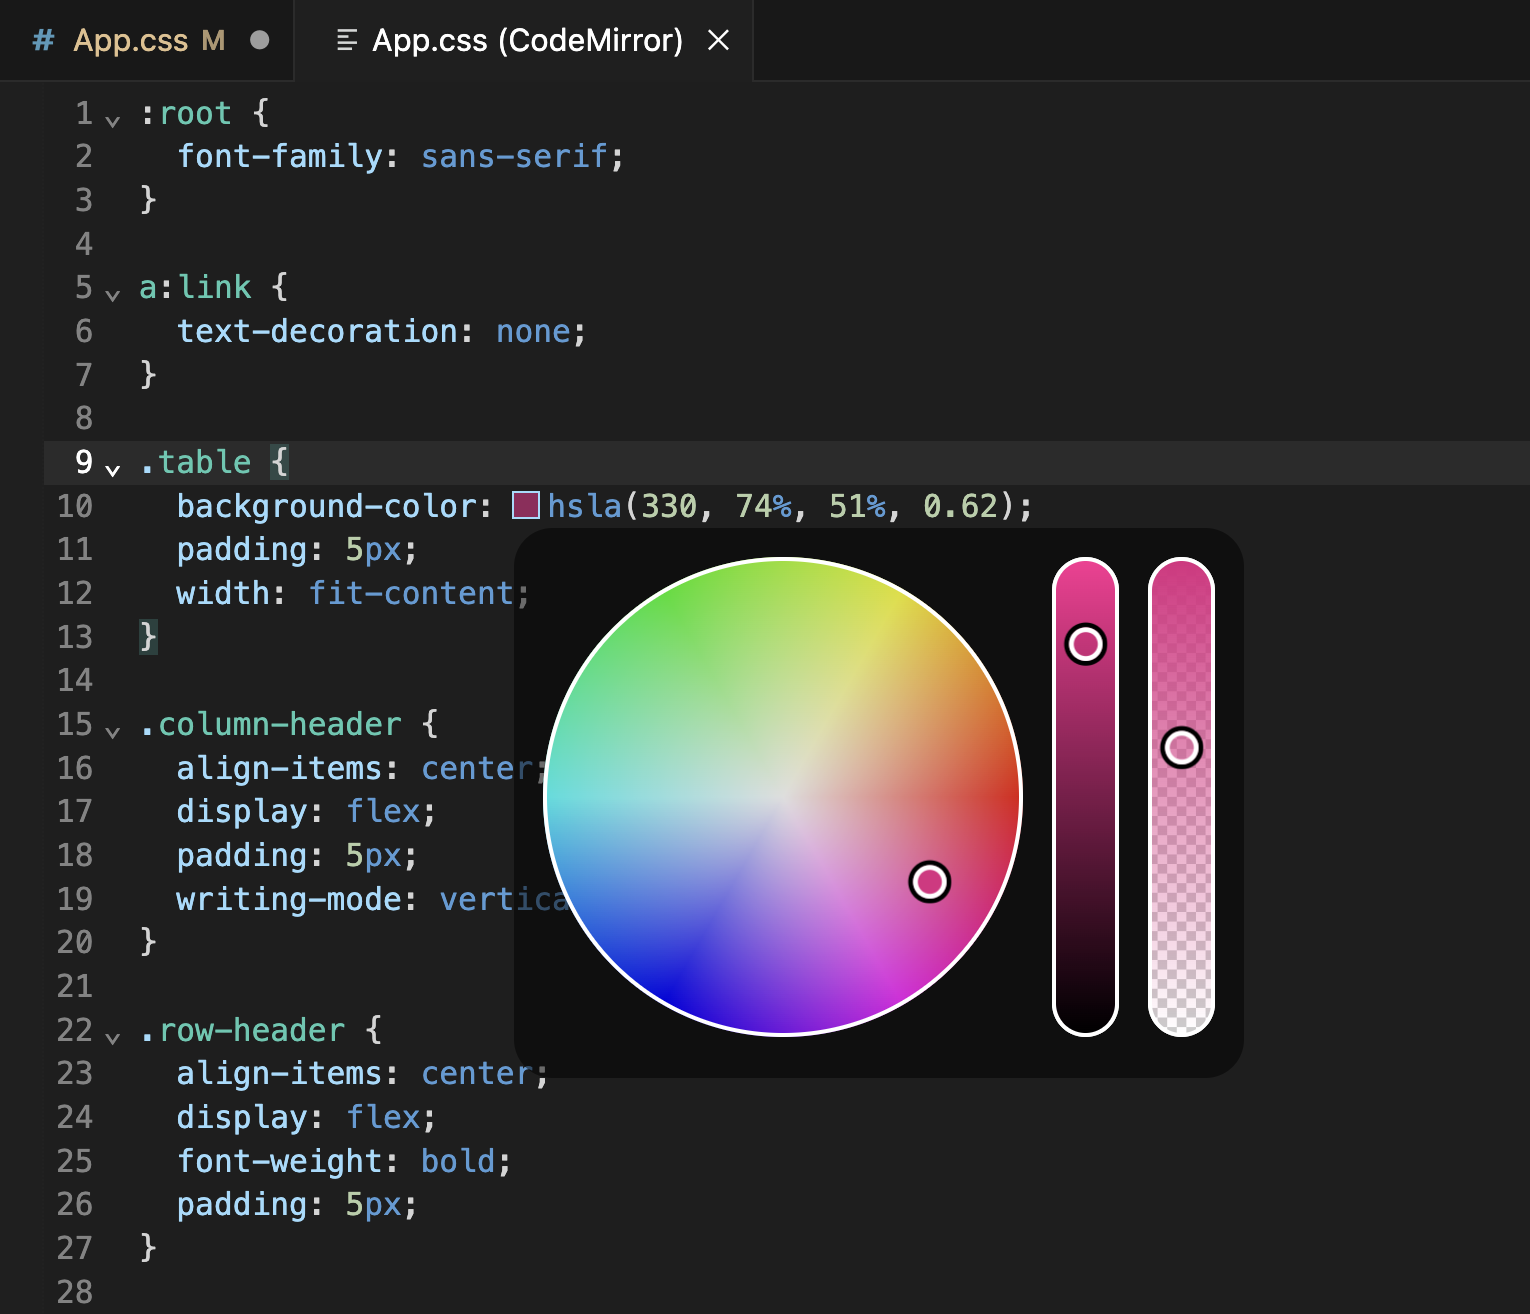 # App.css M
App.css (CodeMirror)
1 :root {
2   font-family: sans-serif;
3 }
4
5 a:link {
6   text-decoration: none;
7 }
8
9 .table {
10   background-color: hsla(330, 74%, 51%, 0.62);
11   padding: 5px;
12   width: fit-content;
13 }
14
15 .column-header {
16   align-items: center;
17   display: flex;
18   padding: 5px;
19   writing-mode: vertica
20 }
21
22 .row-header {
23   align-items: center;
24   display: flex;
25   font-weight: bold;
26   padding: 5px;
27 }
28